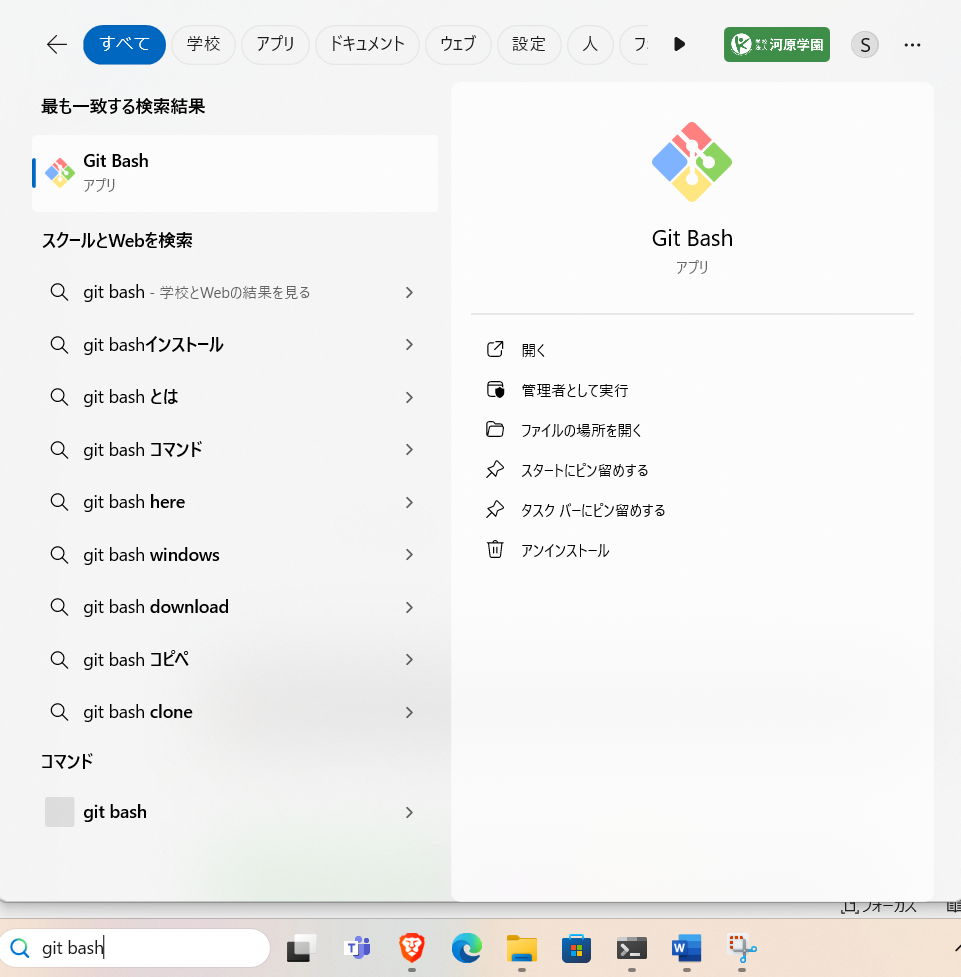 すべて
学校
アプリ
ドキュメント
ウェブ
設定
人
河原学園
S
最も一致する検索結果
Git Bash
アプリ
スクールとWebを検索
git bash - 学校とWebの結果を見る
git bashインストール
git bash とは
git bash コマンド
git bash here
git bash windows
git bash download
git bash コピペ
git bash clone
コマンド
git bash
Git Bash
アプリ
開く
管理者として実行
ファイルの場所を開く
スタートにピン留めする
タスク バーにピン留めする
アンインストール
フォーカス
git bash